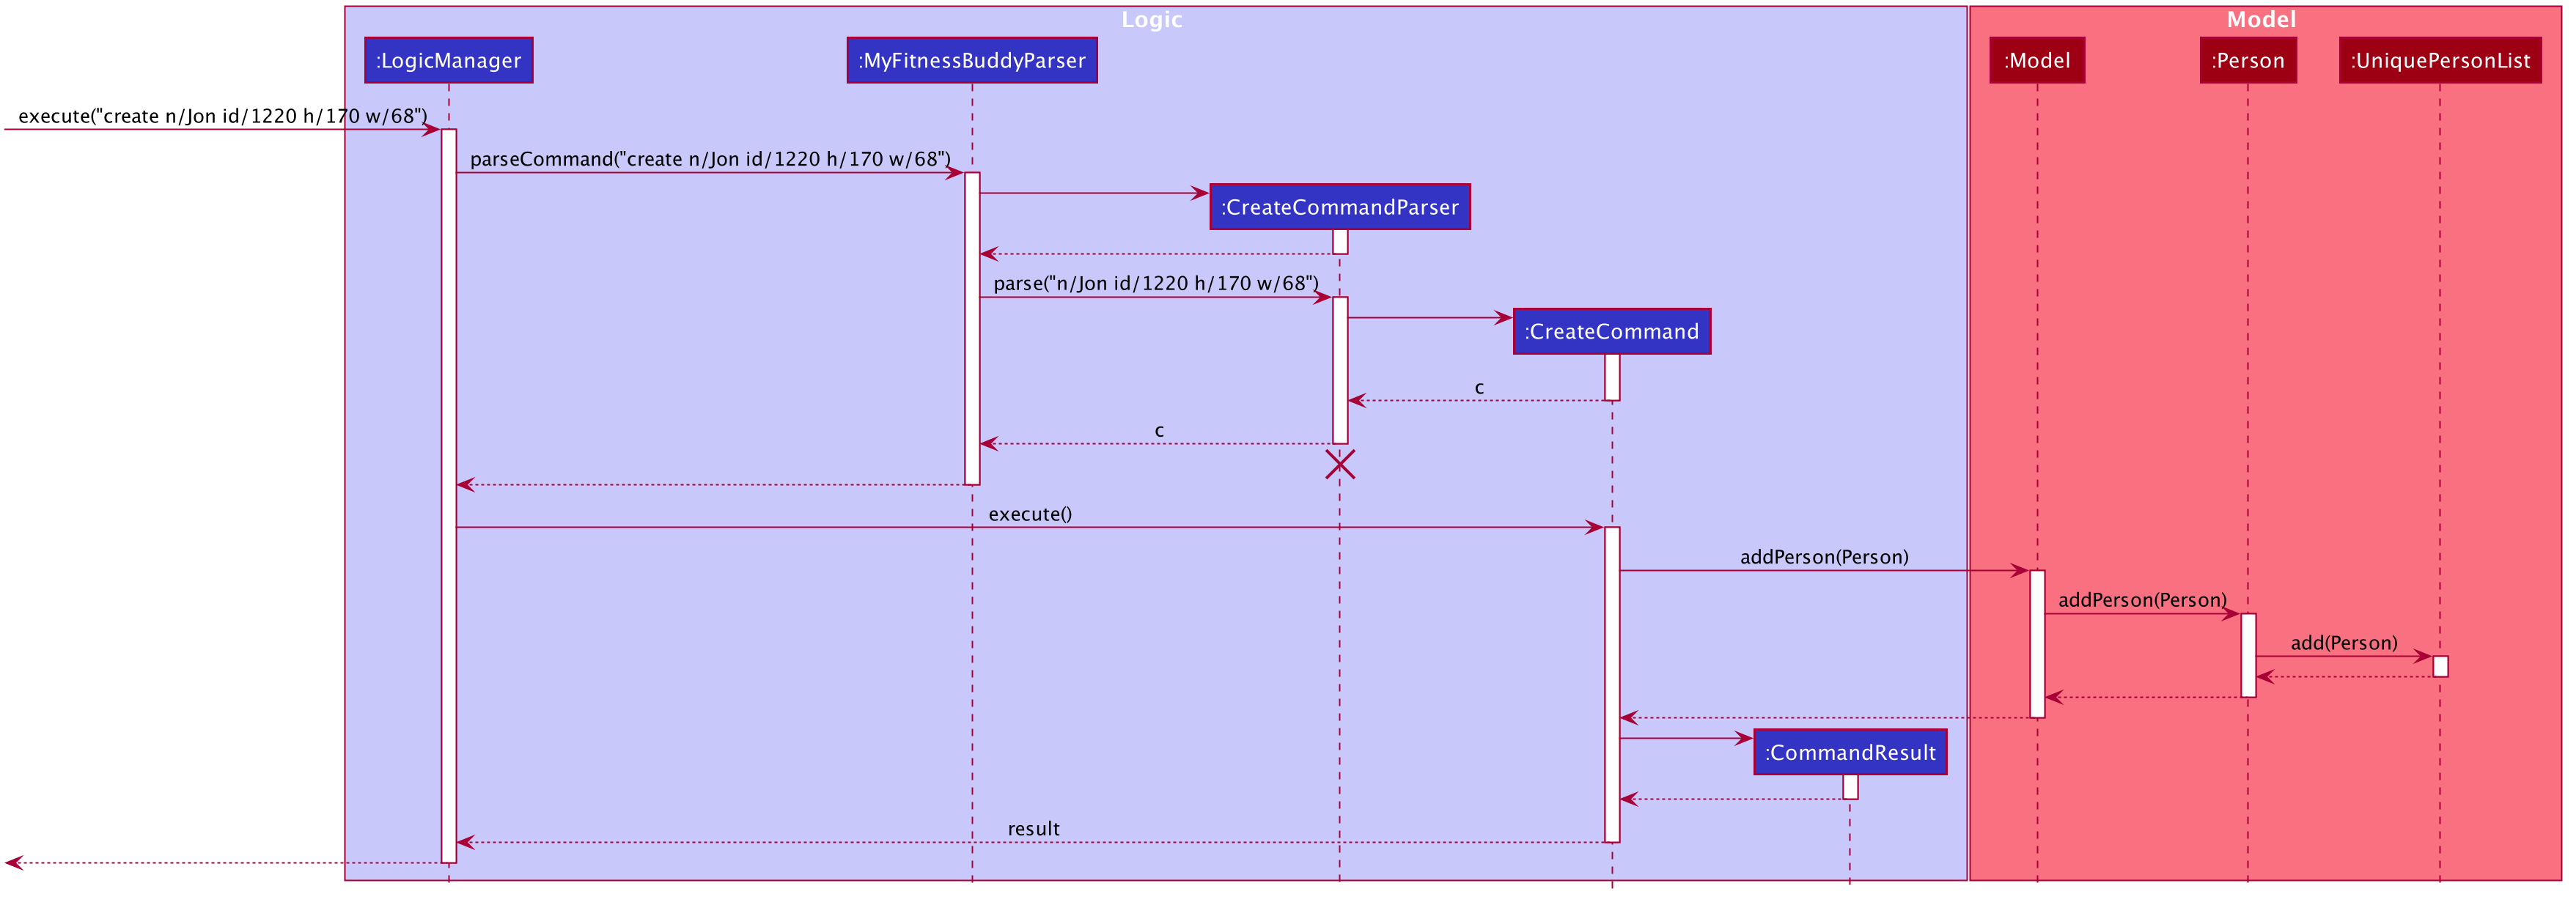 Logic
Model
:LogicManager
:MyFitnessBuddyParser
:Model
:Person
:UniquePersonList
execute("create n/Jon id/1220 h/170 w/68")
parseCommand("create n/Jon id/1220 h/170 w/68")
:CreateCommandParser
parse("n/Jon id/1220 h/170 w/68")
:CreateCommand
c
c
execute()
addPerson(Person)
addPerson(Person)
add(Person)
:CommandResult
result